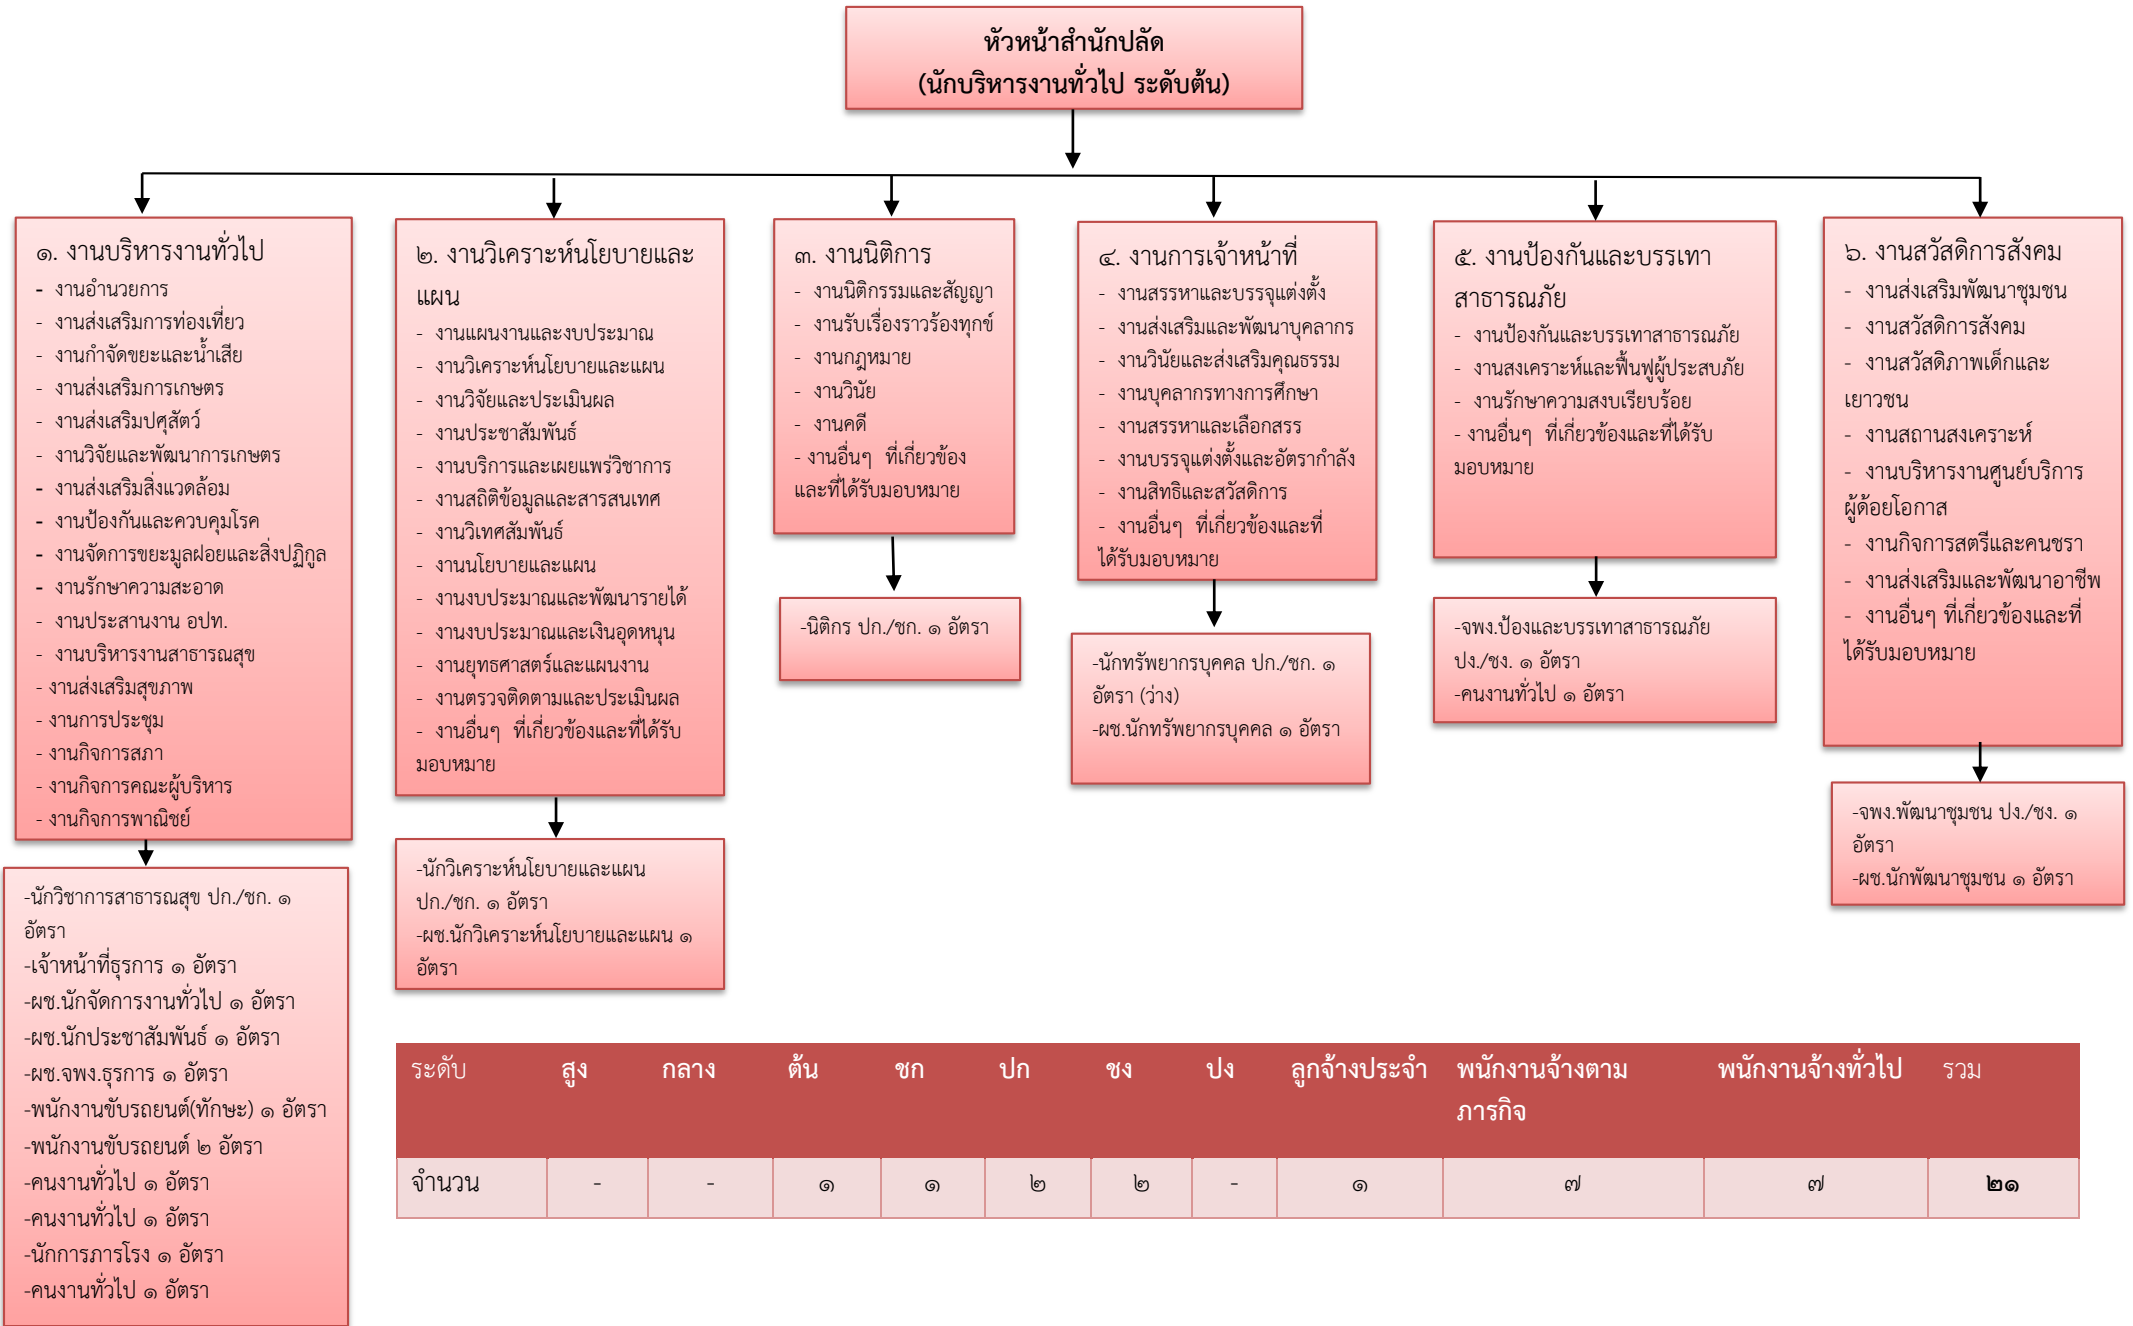 หัวหน้าสำนักปลัด
(นักบริหารงานทั่วไป ระดับต้น)
๑. งานบริหารงานทั่วไป
- งานอำนวยการ
- งานส่งเสริมการท่องเที่ยว
- งานกำจัดขยะและน้ำเสีย
- งานส่งเสริมการเกษตร
- งานส่งเสริมปศุสัตว์
- งานวิจัยและพัฒนาการเกษตร
- งานส่งเสริมสิ่งแวดล้อม
- งานป้องกันและควบคุมโรค
- งานจัดการขยะมูลฝอยและสิ่งปฏิกูล
- งานรักษาความสะอาด
- งานประสานงาน อปท.
- งานบริหารงานสาธารณสุข
- งานส่งเสริมสุขภาพ
- งานการประชุม
- งานกิจการสภา
- งานกิจการคณะผู้บริหาร
- งานกิจการพาณิชย์
-นักวิชาการสาธารณสุข ปก./ชก. ๑
อัตรา
-เจ้าหน้าที่ธุรการ ๑ อัตรา
-ผช.นักจัดการงานทั่วไป ๑ อัตรา
-ผช.นักประชาสัมพันธ์ ๑ อัตรา
-ผช.จพง.ธุรการ ๑ อัตรา
-พนักงานขับรถยนต์(ทักษะ) ๑ อัตรา
-พนักงานขับรถยนต์ ๒ อัตรา
-คนงานทั่วไป ๑ อัตรา
-คนงานทั่วไป ๑ อัตรา
-นักการภารโรง ๑ อัตรา
-คนงานทั่วไป ๑ อัตรา
๒. งานวิเคราะห์นโยบายและ
แผน
- งานแผนงานและงบประมาณ
- งานวิเคราะห์นโยบายและแผน
- งานวิจัยและประเมินผล
- งานประชาสัมพันธ์
- งานบริการและเผยแพร่วิชาการ
- งานสถิติข้อมูลและสารสนเทศ
- งานวิเทศสัมพันธ์
- งานนโยบายและแผน
- งานงบประมาณและพัฒนารายได้
- งานงบประมาณและเงินอุดหนุน
- งานยุทธศาสตร์และแผนงาน
- งานตรวจติดตามและประเมินผล
- งานอื่นๆ ที่เกี่ยวข้องและที่ได้รับ
มอบหมาย
-นักวิเคราะห์นโยบายและแผน
ปก./ชก. ๑ อัตรา
-ผช.นักวิเคราะห์นโยบายและแผน ๑
อัตรา
๓. งานนิติการ
- งานนิติกรรมและสัญญา
- งานรับเรื่องราวร้องทุกข์
- งานกฎหมาย
- งานวินัย
- งานคดี
- งานอื่นๆ ที่เกี่ยวข้อง
และที่ได้รับมอบหมาย
-นิติกร ปก./ชก. ๑ อัตรา
๔. งานการเจ้าหน้าที่
- งานสรรหาและบรรจุแต่งตั้ง
- งานส่งเสริมและพัฒนาบุคลากร
- งานวินัยและส่งเสริมคุณธรรม
- งานบุคลากรทางการศึกษา
- งานสรรหาและเลือกสรร
- งานบรรจุแต่งตั้งและอัตรากำลัง
- งานสิทธิและสวัสดิการ
- งานอื่นๆ ที่เกี่ยวข้องและที่
ได้รับมอบหมาย
-นักทรัพยากรบุคคล ปก./ชก. ๑
อัตรา (ว่าง)
-ผช.นักทรัพยากรบุคคล ๑ อัตรา
๕. งานป้องกันและบรรเทา
สาธารณภัย
- งานป้องกันและบรรเทาสาธารณภัย
- งานสงเคราะห์และฟื้นฟูผู้ประสบภัย
- งานรักษาความสงบเรียบร้อย
- งานอื่นๆ ที่เกี่ยวข้องและที่ได้รับ
มอบหมาย
-จพง.ป้องและบรรเทาสาธารณภัย
ปง./ชง. ๑ อัตรา
-คนงานทั่วไป ๑ อัตรา
๖. งานสวัสดิการสังคม
- งานส่งเสริมพัฒนาชุมชน
- งานสวัสดิการสังคม
- งานสวัสดิภาพเด็กและ
เยาวชน
- งานสถานสงเคราะห์
- งานบริหารงานศูนย์บริการ
ผู้ด้อยโอกาส
- งานกิจการสตรีและคนชรา
- งานส่งเสริมและพัฒนาอาชีพ
- งานอื่นๆ ที่เกี่ยวข้องและที่
ได้รับมอบหมาย
-จพง.พัฒนาชุมชน ปง./ชง. ๑
อัตรา
-ผช.นักพัฒนาชุมชน ๑ อัตรา
ระดับ สูง กลาง ต้น ชก ปก ชง ปง ลูกจ้างประจำ พนักงานจ้างตาม พนักงานจ้างทั่วไป รวม
ภารกิจ
จำนวน - - ๑ ๑ ๒ ๒ - ๑ ๗ ๗ ๒๑